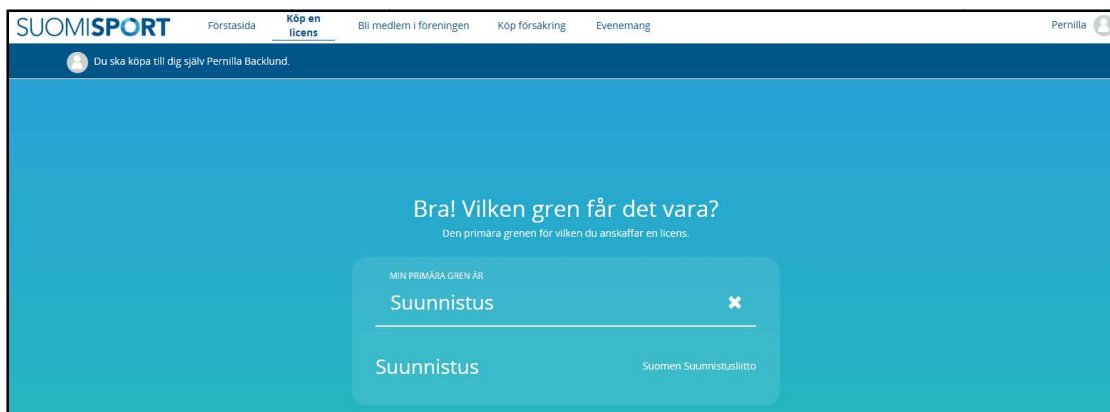 SUOMISPORT
Förstasida
Köp en
licens
Bli medlem i föreningen
Köp försäkring
Evenemang
Pernilla
Du ska köpa till dig själv Pernilla Backlund.
Bra! Vilken gren får det vara?
Den primära grenen för vilken du anskaffar en licens.
MIN PRIMÄRA GREN ÄR
Suunnistus
Suunnistus
Suomen Suunnistusliitto